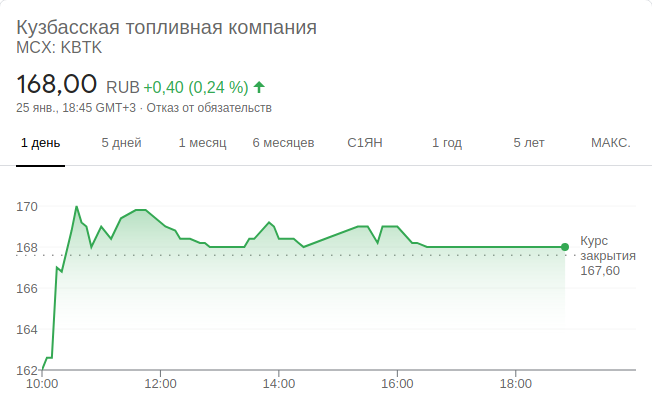 Кузбасская топливная компания
MCX: KBTK
168,00 RUB +0,40 (0,24 %)
25 янв., 18:45 GMT+3 · Отказ от обязательств
1 день 5 дней 1 месяц 6 месяцев С1ЯН 1 год 5 лет МАКС.
170
168
166
164
162
Курс
закрытия
167,60
10:00 12:00 14:00 16:00 18:00